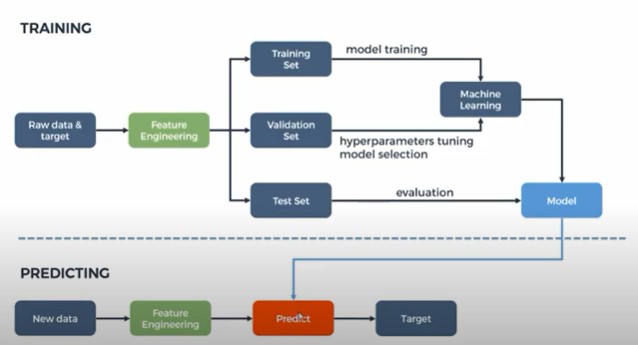 TRAINING
Training
Set
model training
Machine
Learning
Raw data &
target
Feature
Engineering
Validation
Set
hyperparameters tuning
model selection
Test Set
evaluation
Model
PREDICTING
New data
Feature
Engineering
Predict
Target